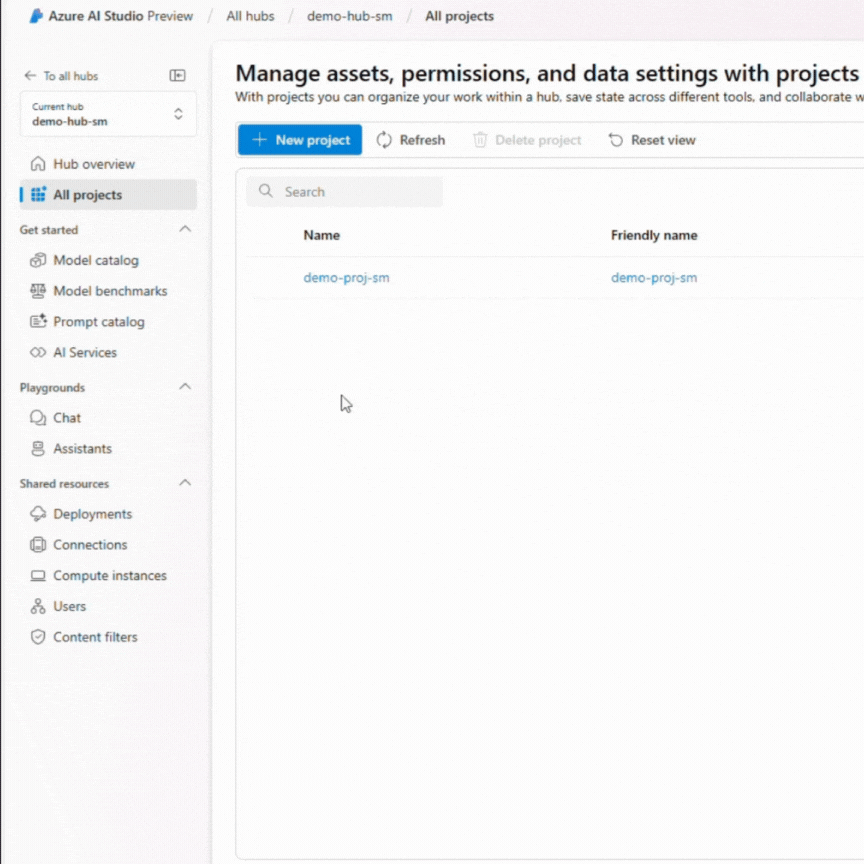 Azure AI Studio Preview / All hubs / demo-hub-sm / All projects
To all hubs
Current hub
demo-hub-sm
Hub overview
All projects
Get started
Model catalog
Model benchmarks
Prompt catalog
AI Services
Playgrounds
Chat
Assistants
Shared resources
Deployments
Connections
Compute instances
Users
Content filters
Manage assets, permissions, and data settings with projects
With projects you can organize your work within a hub, save state across different tools, and collaborate
New project Refresh Delete project Reset view
Search
Name Friendly name
demo-proj-sm demo-proj-sm